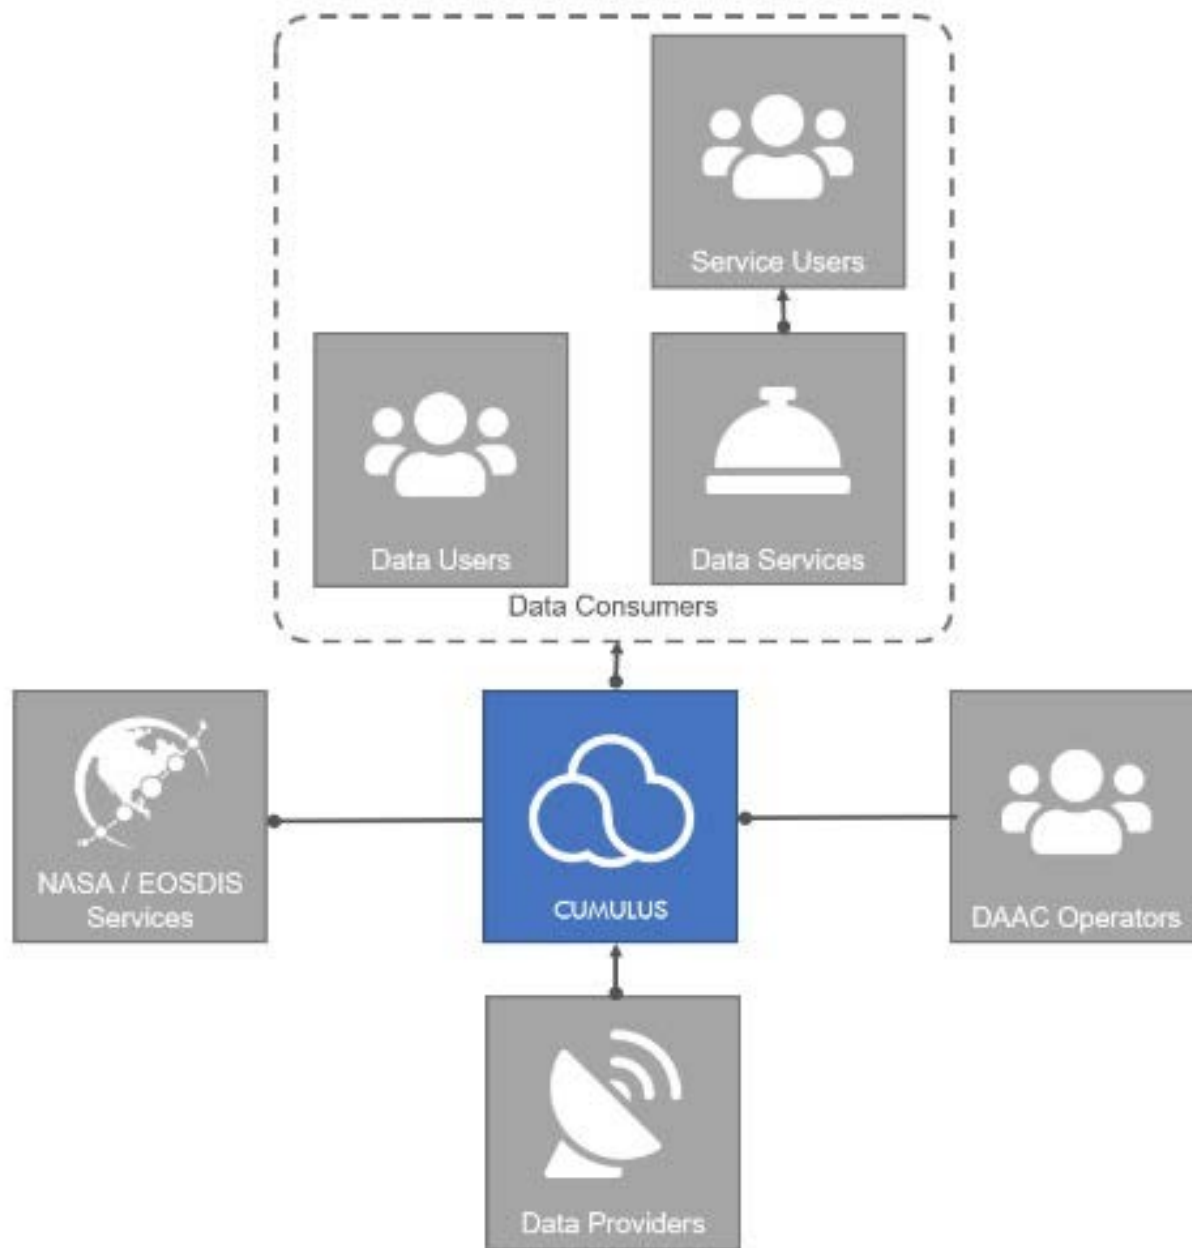 Service Users
Data Users
Data Services
Data Consumers
NASA / EOSDIS
Services
CUMULUS
DAAC Operators
Data Providers